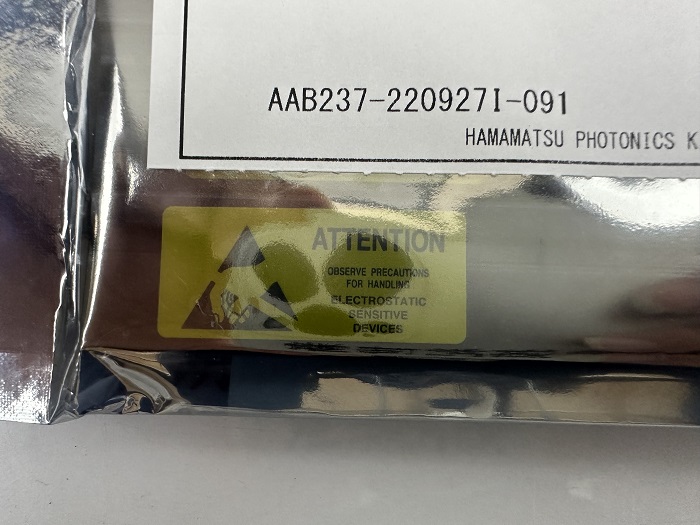 AAB237-220927I-091
HAMAMATSU PHOTONICS K
ATTENTION
OBSERVE PRECAUTIONS
FOR HANDLING
ELECTROSTATIC
SENSITIVE
DEVICES